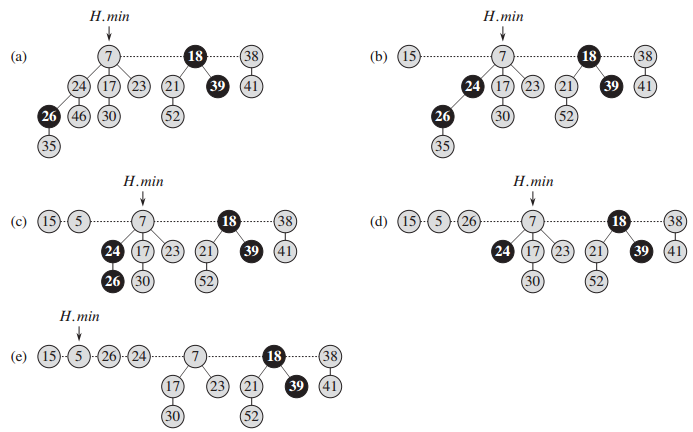 H.min H.min
(a) 7 18 38 (b) 15 7 18 38
24 17 23 21 39 41 24 17 23 21 39 41
26 46 30 52 26 30 52
35 35
H.min H.min
(c) 15 5 7 18 38 (d) 15 5 26 7 18 38
24 17 23 21 39 41 24 17 23 21 39 41
26 30 52 30 52
H.min
(e) 15 5 26 24 7 18 38
17 23 21 39 41
30 52